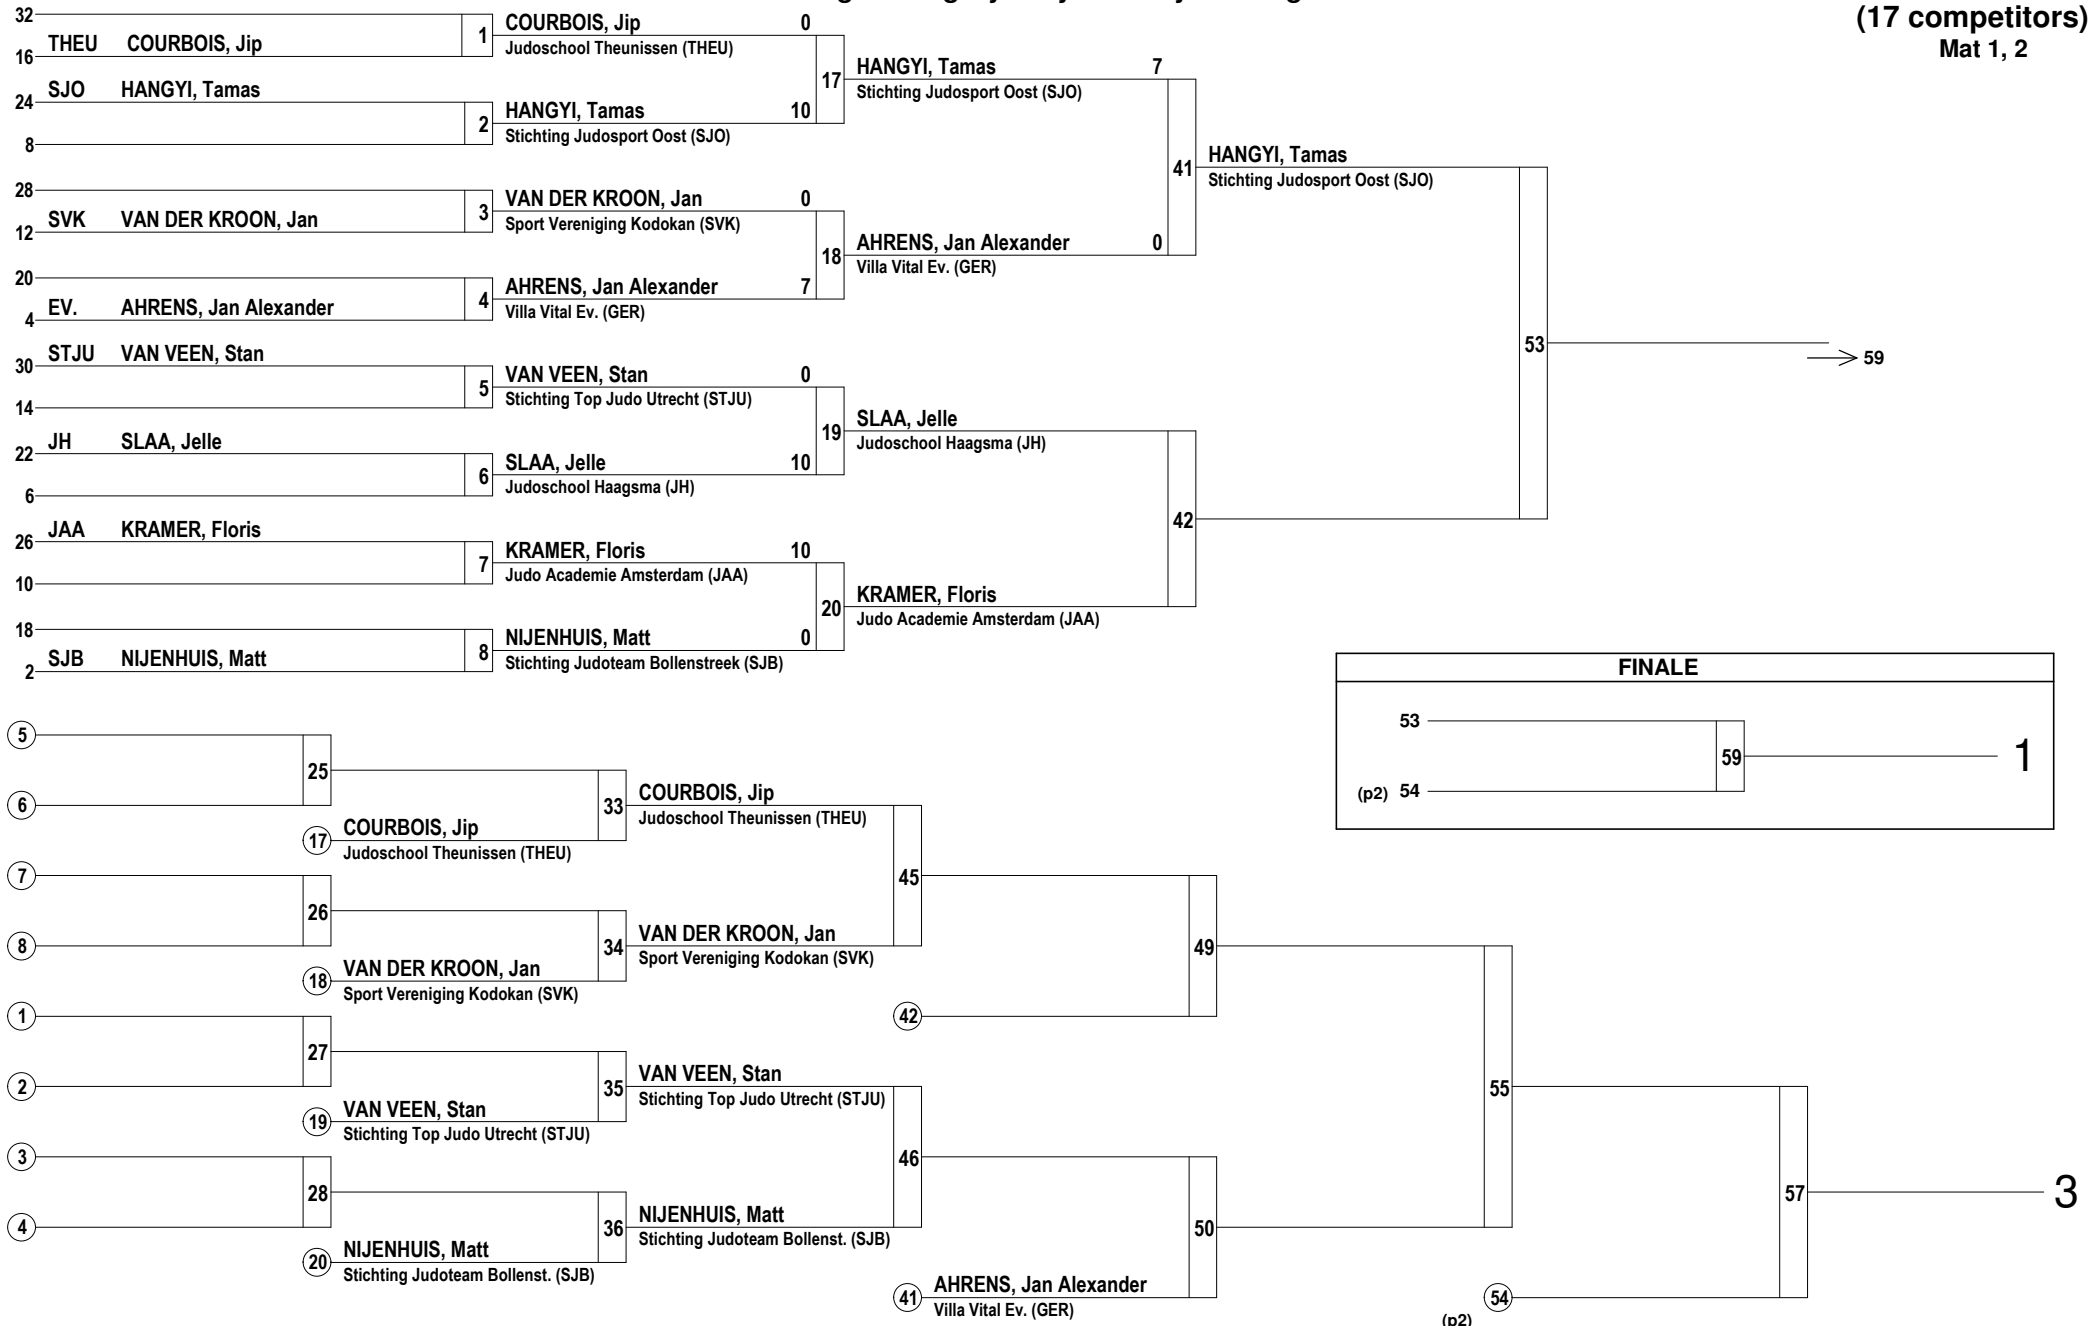 (17 competitors)
Mat 1, 2
32
THEU COURBOIS, Jip
16
1
COURBOIS, Jip 0
Judoschool Theunissen (THEU)
SJO HANGYI, Tamas
24
8
2
HANGYI, Tamas 10
Stichting Judosport Oost (SJO)
17
HANGYI, Tamas 7
Stichting Judosport Oost (SJO)
28
SVK VAN DER KROON, Jan
12
3
VAN DER KROON, Jan 0
Sport Vereniging Kodokan (SVK)
20
EV. AHRENS, Jan Alexander
4
4
AHRENS, Jan Alexander 7
Villa Vital Ev. (GER)
18
AHRENS, Jan Alexander 0
Villa Vital Ev. (GER)
41
HANGYI, Tamas
Stichting Judosport Oost (SJO)
STJU VAN VEEN, Stan
30
14
5
VAN VEEN, Stan 0
Stichting Top Judo Utrecht (STJU)
JH SLAA, Jelle
22
6
6
SLAA, Jelle 10
Judoschool Haagsma (JH)
19
SLAA, Jelle
Judoschool Haagsma (JH)
JAA KRAMER, Floris
26
10
7
KRAMER, Floris 10
Judo Academie Amsterdam (JAA)
18
SJB NIJENHUIS, Matt
2
8
NIJENHUIS, Matt 0
Stichting Judoteam Bollenstreek (SJB)
20
KRAMER, Floris
Judo Academie Amsterdam (JAA)
42
53
59
FINALE
53
(p2) 54
59
1
5
6
25
17
COURBOIS, Jip
Judoschool Theunissen (THEU)
33
COURBOIS, Jip
Judoschool Theunissen (THEU)
7
8
26
18
VAN DER KROON, Jan
Sport Vereniging Kodokan (SVK)
34
VAN DER KROON, Jan
Sport Vereniging Kodokan (SVK)
45
42
49
1
2
27
19
VAN VEEN, Stan
Stichting Top Judo Utrecht (STJU)
35
VAN VEEN, Stan
Stichting Top Judo Utrecht (STJU)
3
4
28
20
NIJENHUIS, Matt
Stichting Judoteam Bollenst. (SJB)
36
NIJENHUIS, Matt
Stichting Judoteam Bollenst. (SJB)
46
41
AHRENS, Jan Alexander
Villa Vital Ev. (GER)
50
55
54
(p2)
57
3